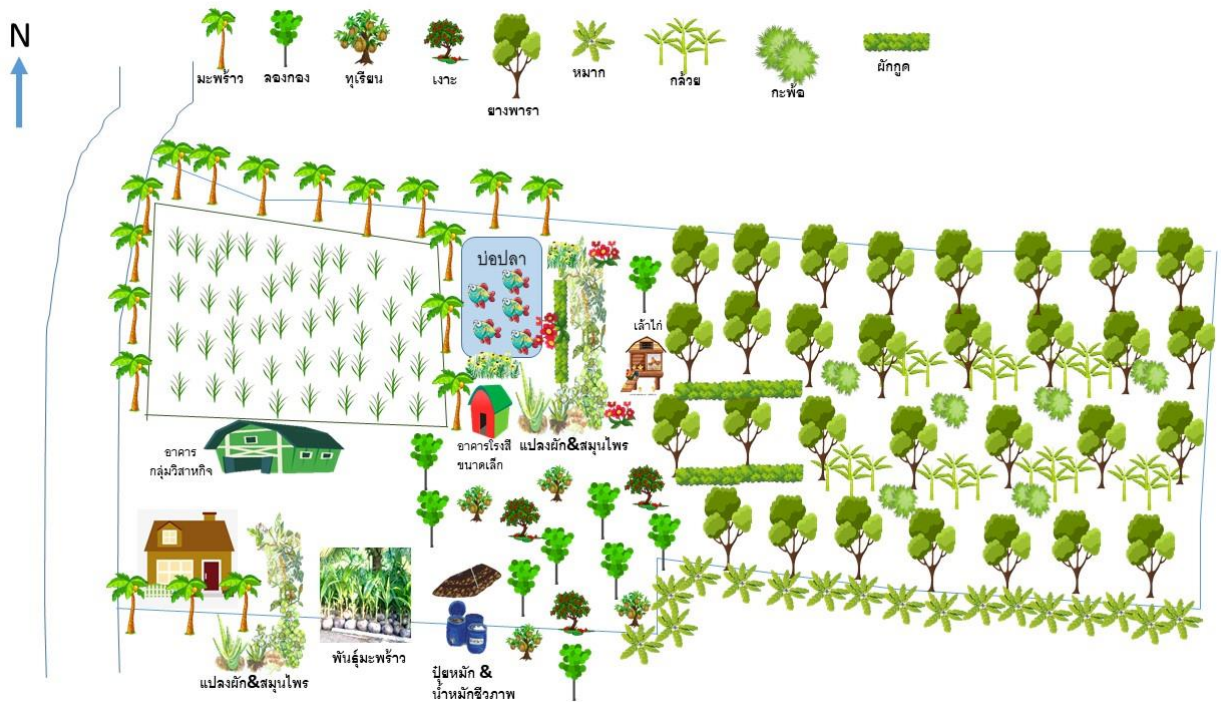 N
มะพร้าว
ลองกอง
ทุเรียน
เงาะ
ยางพารา
หมาก
กล้วย
กะพ้อ
ผักกูด
บ่อปลา
เล้าไก่
อาคาร
กลุ่มวิสาหกิจ
อาคารโรงสี
ขนาดเล็ก
แปลงผัก&สมุนไพร
แปลงผัก&สมุนไพร
พันธุ์มะพร้าว
ปุ๋ยหมัก &
น้ำหมักชีวภาพ